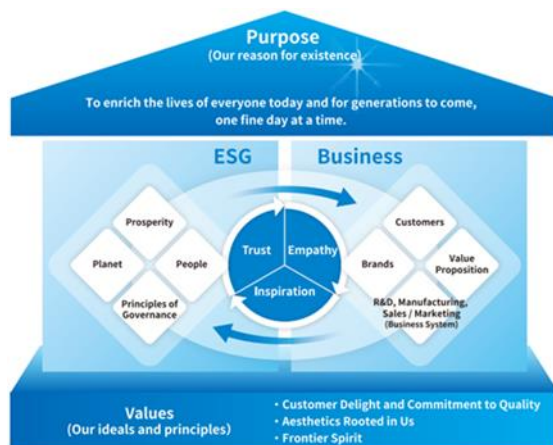 Purpose
(Our reason for existence)
To enrich the lives of everyone today and for generations to come,
one fine day at a time.
ESG
Business
Prosperity
Planet
People
Principles of
Governance
Trust
Empathy
Inspiration
Customers
Brands
Value
Proposition
R&D, Manufacturing,
Sales / Marketing
(Business System)
Values
(Our ideals and principles)
・Customer Delight and Commitment to Quality
・Aesthetics Rooted in Us
・Frontier Spirit